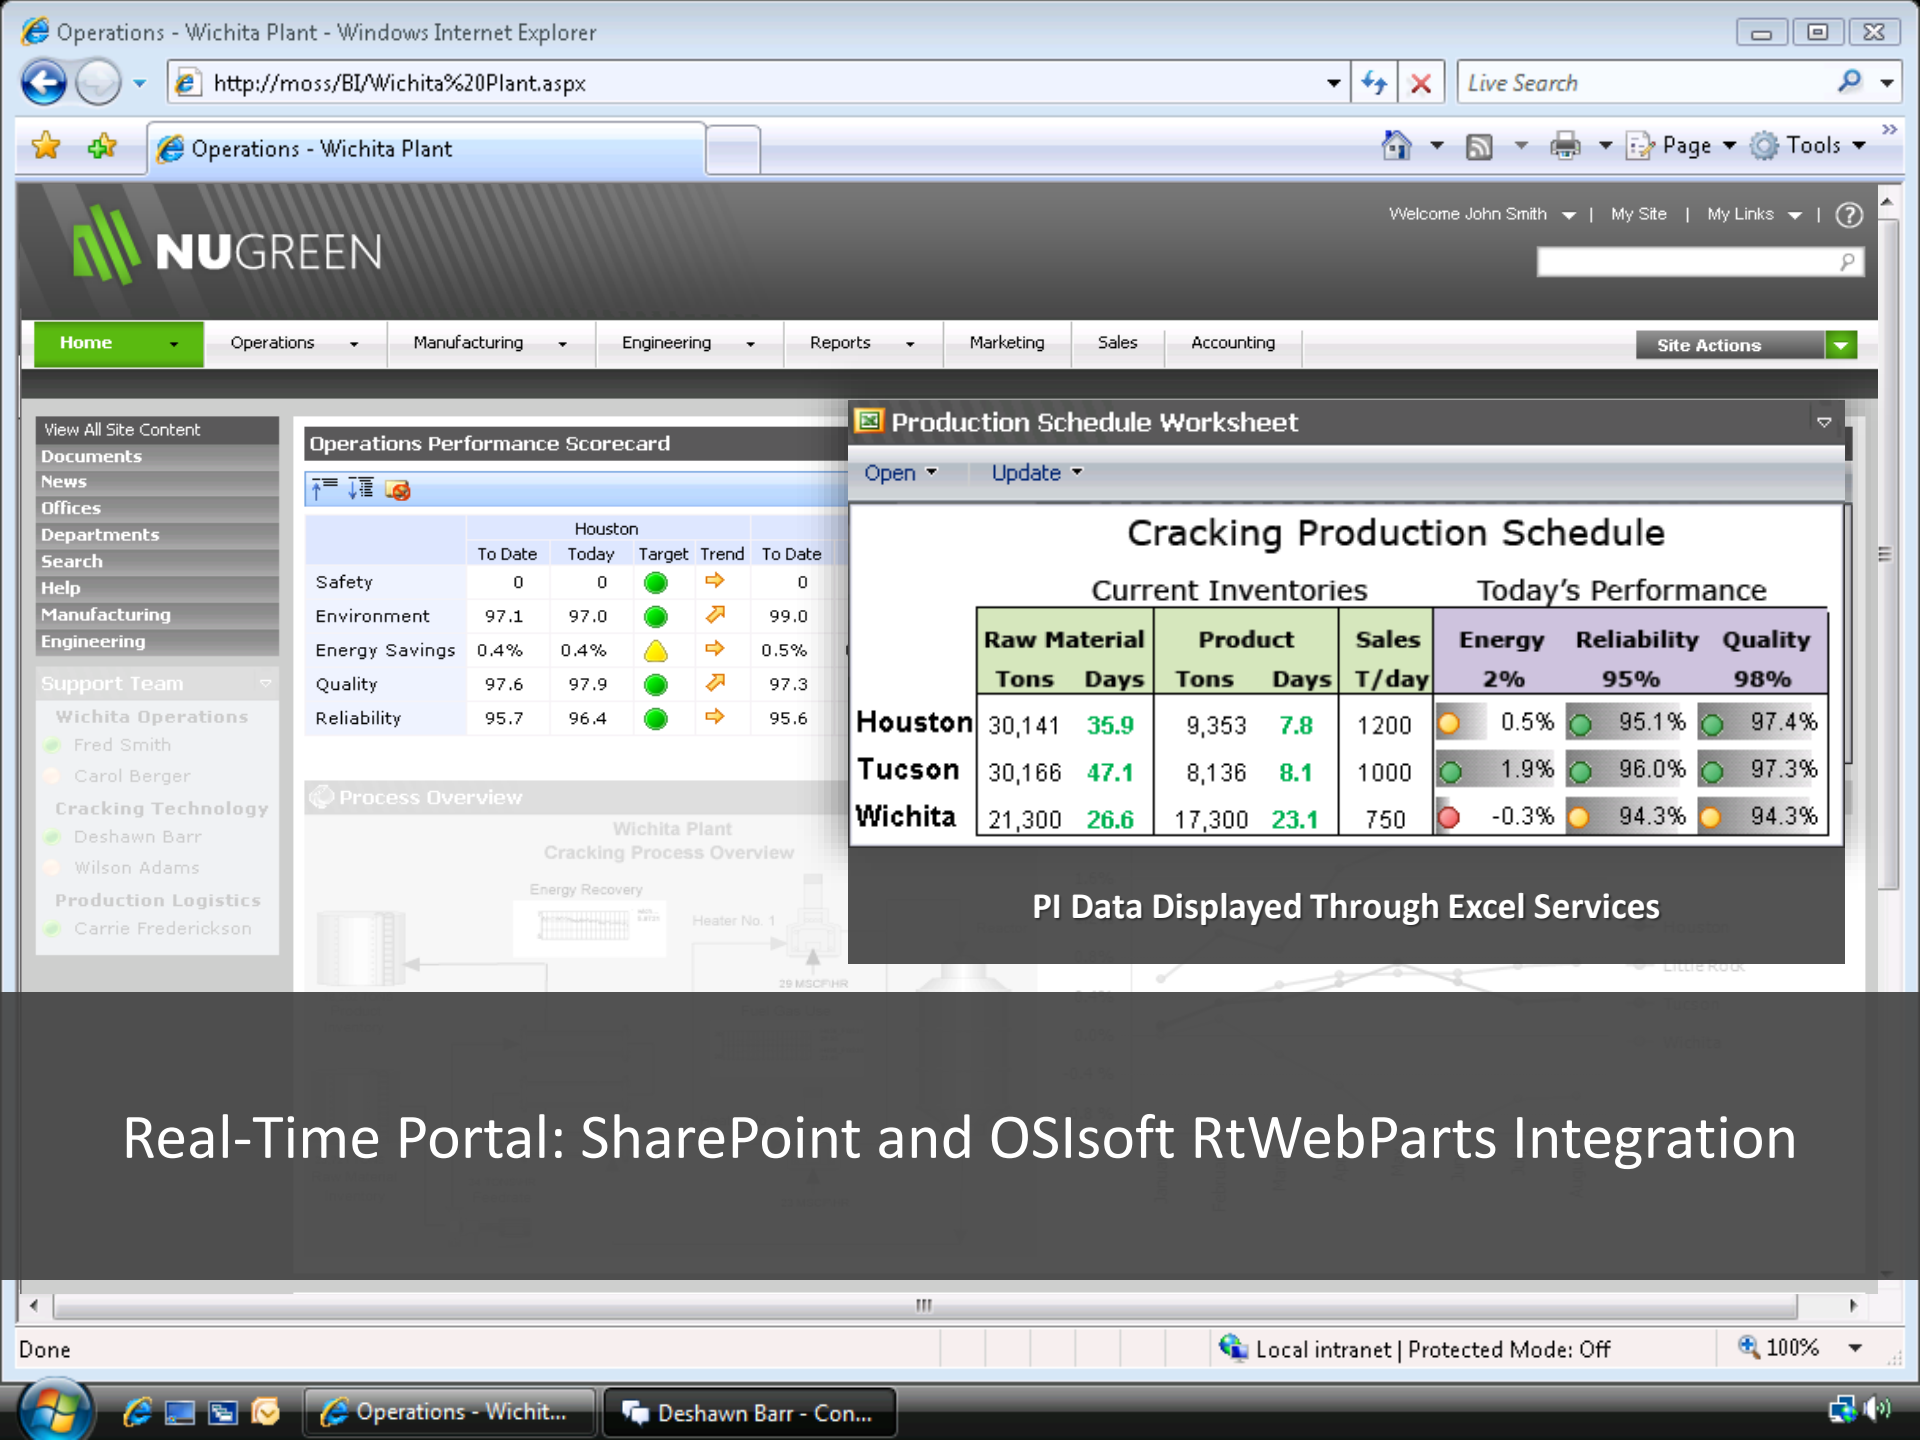 Operations - Wichita Plant - Windows Internet Explorer
http://moss/BI/Wichita%20Plant.aspx
Live Search
Operations - Wichita Plant
Page
Tools
NUGREEN
Welcome John Smith | My Site | My Links |
Home Operations Manufacturing Engineering Reports Marketing Sales Accounting
Site Actions
View All Site Content
Documents
News
Offices
Departments
Search
Help
Manufacturing
Engineering
Support Team
Wichita Operations
Fred Smith
Carol Berger
Cracking Technology
Deshawn Barr
Wilson Adams
Production Logistics
Carrie Frederickson
Operations Performance Scorecard
Houston
To Date Today Target Trend To Date
Safety 0 0 0
Environment 97.1 97.0 99.0
Energy Savings 0.4% 0.4% 0.5%
Quality 97.6 97.9 97.3
Reliability 95.7 96.4 95.6
Process Overview
Wichita Plant
Cracking Process Overview
Energy Recovery
Heater No. 1
29 MSCF/HR
Production Schedule Worksheet
Open Update
Cracking Production Schedule
Current Inventories Today's Performance
Raw Material Product Sales Energy Reliability Quality
Tons Days Tons Days T/day 2% 95% 98%
Houston 30,141 35.9 9,353 7.8 1200 0.5% 95.1% 97.4%
Tucson 30,166 47.1 8,136 8.1 1000 1.9% 96.0% 97.3%
Wichita 21,300 26.6 17,300 23.1 750 -0.3% 94.3% 94.3%
PI Data Displayed Through Excel Services
Little Rock
Tucson
Real-Time Portal: SharePoint and OSIsoft RtWebParts Integration
Done
Local intranet | Protected Mode: Off
100%
Operations - Wichit...
Deshawn Barr - Con...